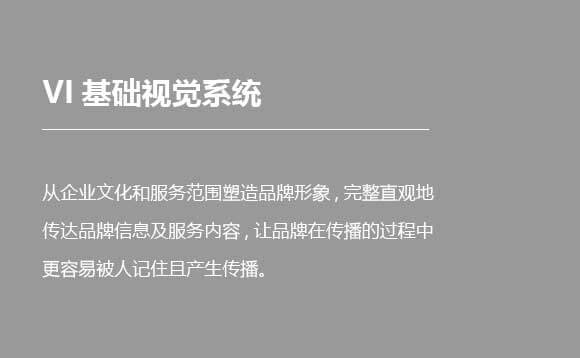 VI 基础视觉系统
从企业文化和服务范围塑造品牌形象，完整直观地
传达品牌信息及服务内容，让品牌在传播的过程中
更容易被人记住且产生传播。